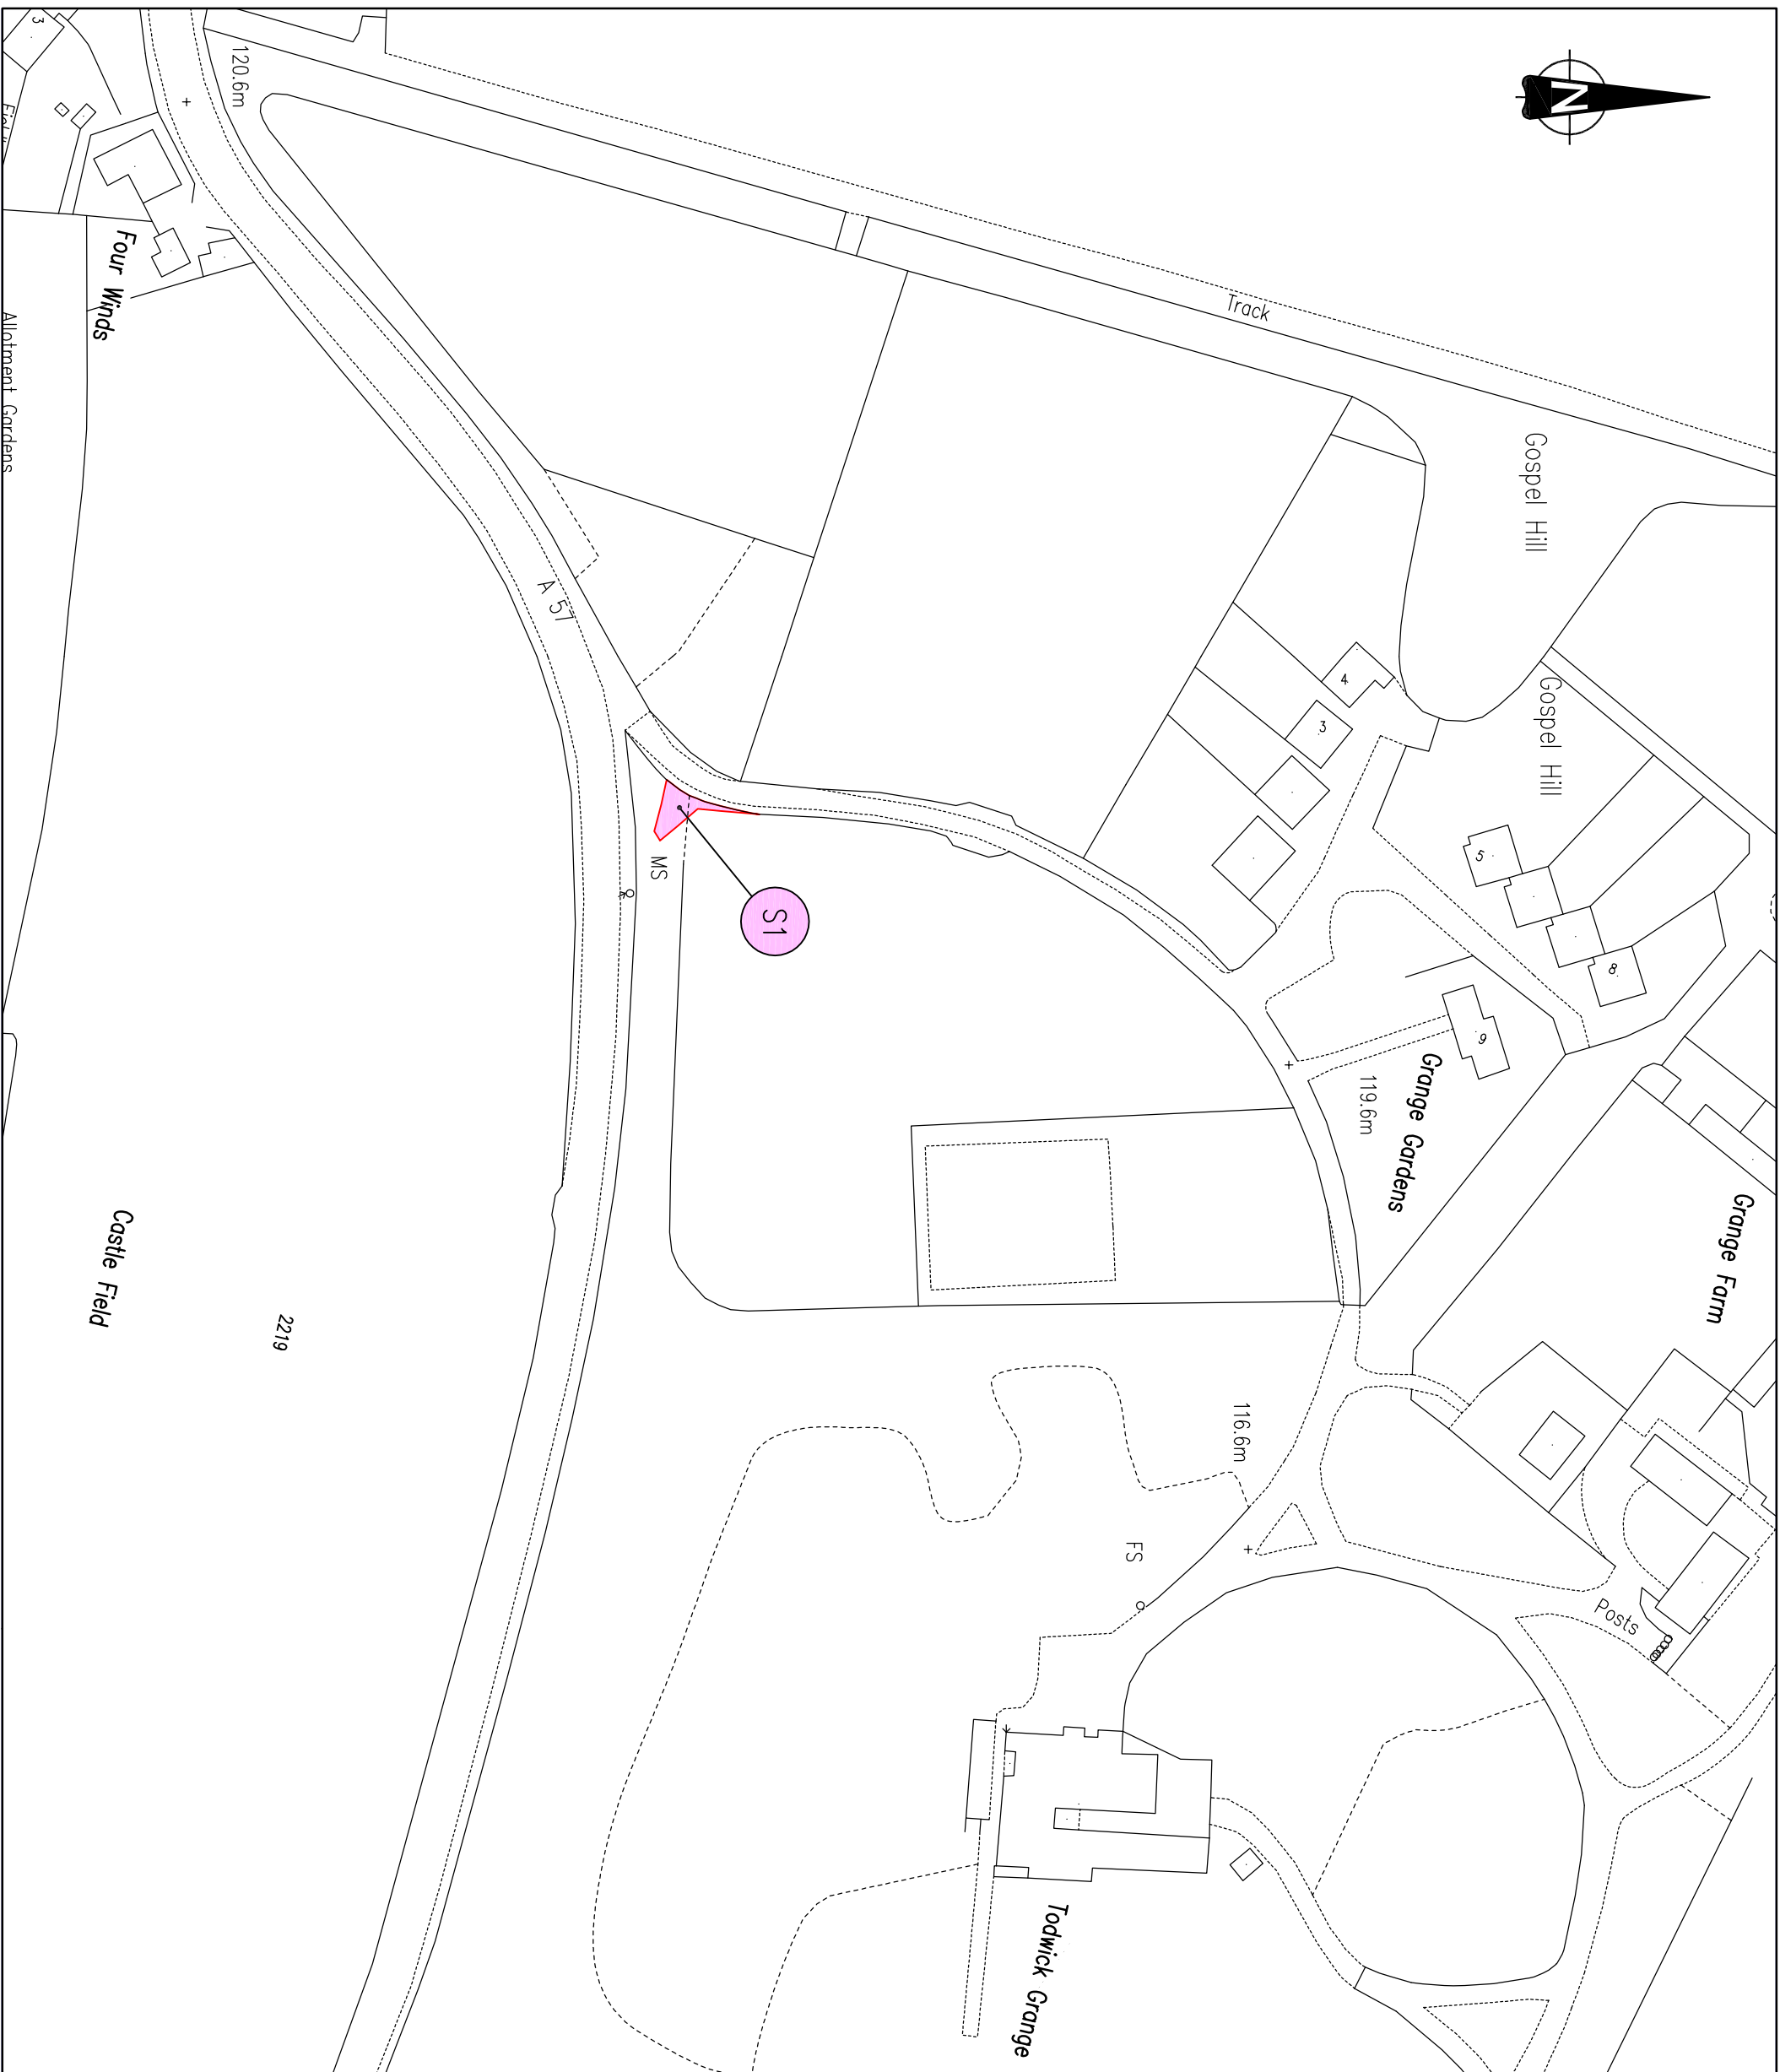 N
Gospel Hill
Track
Gospel Hill
4
3
5
8
9
Grange Gardens
119.6m
Grange Farm
116.6m
FS
Posts
Todwick Grange
S1
MS
A 57
120.6m
3
Four Winds
Allotment Gardens
Castle Field
2219